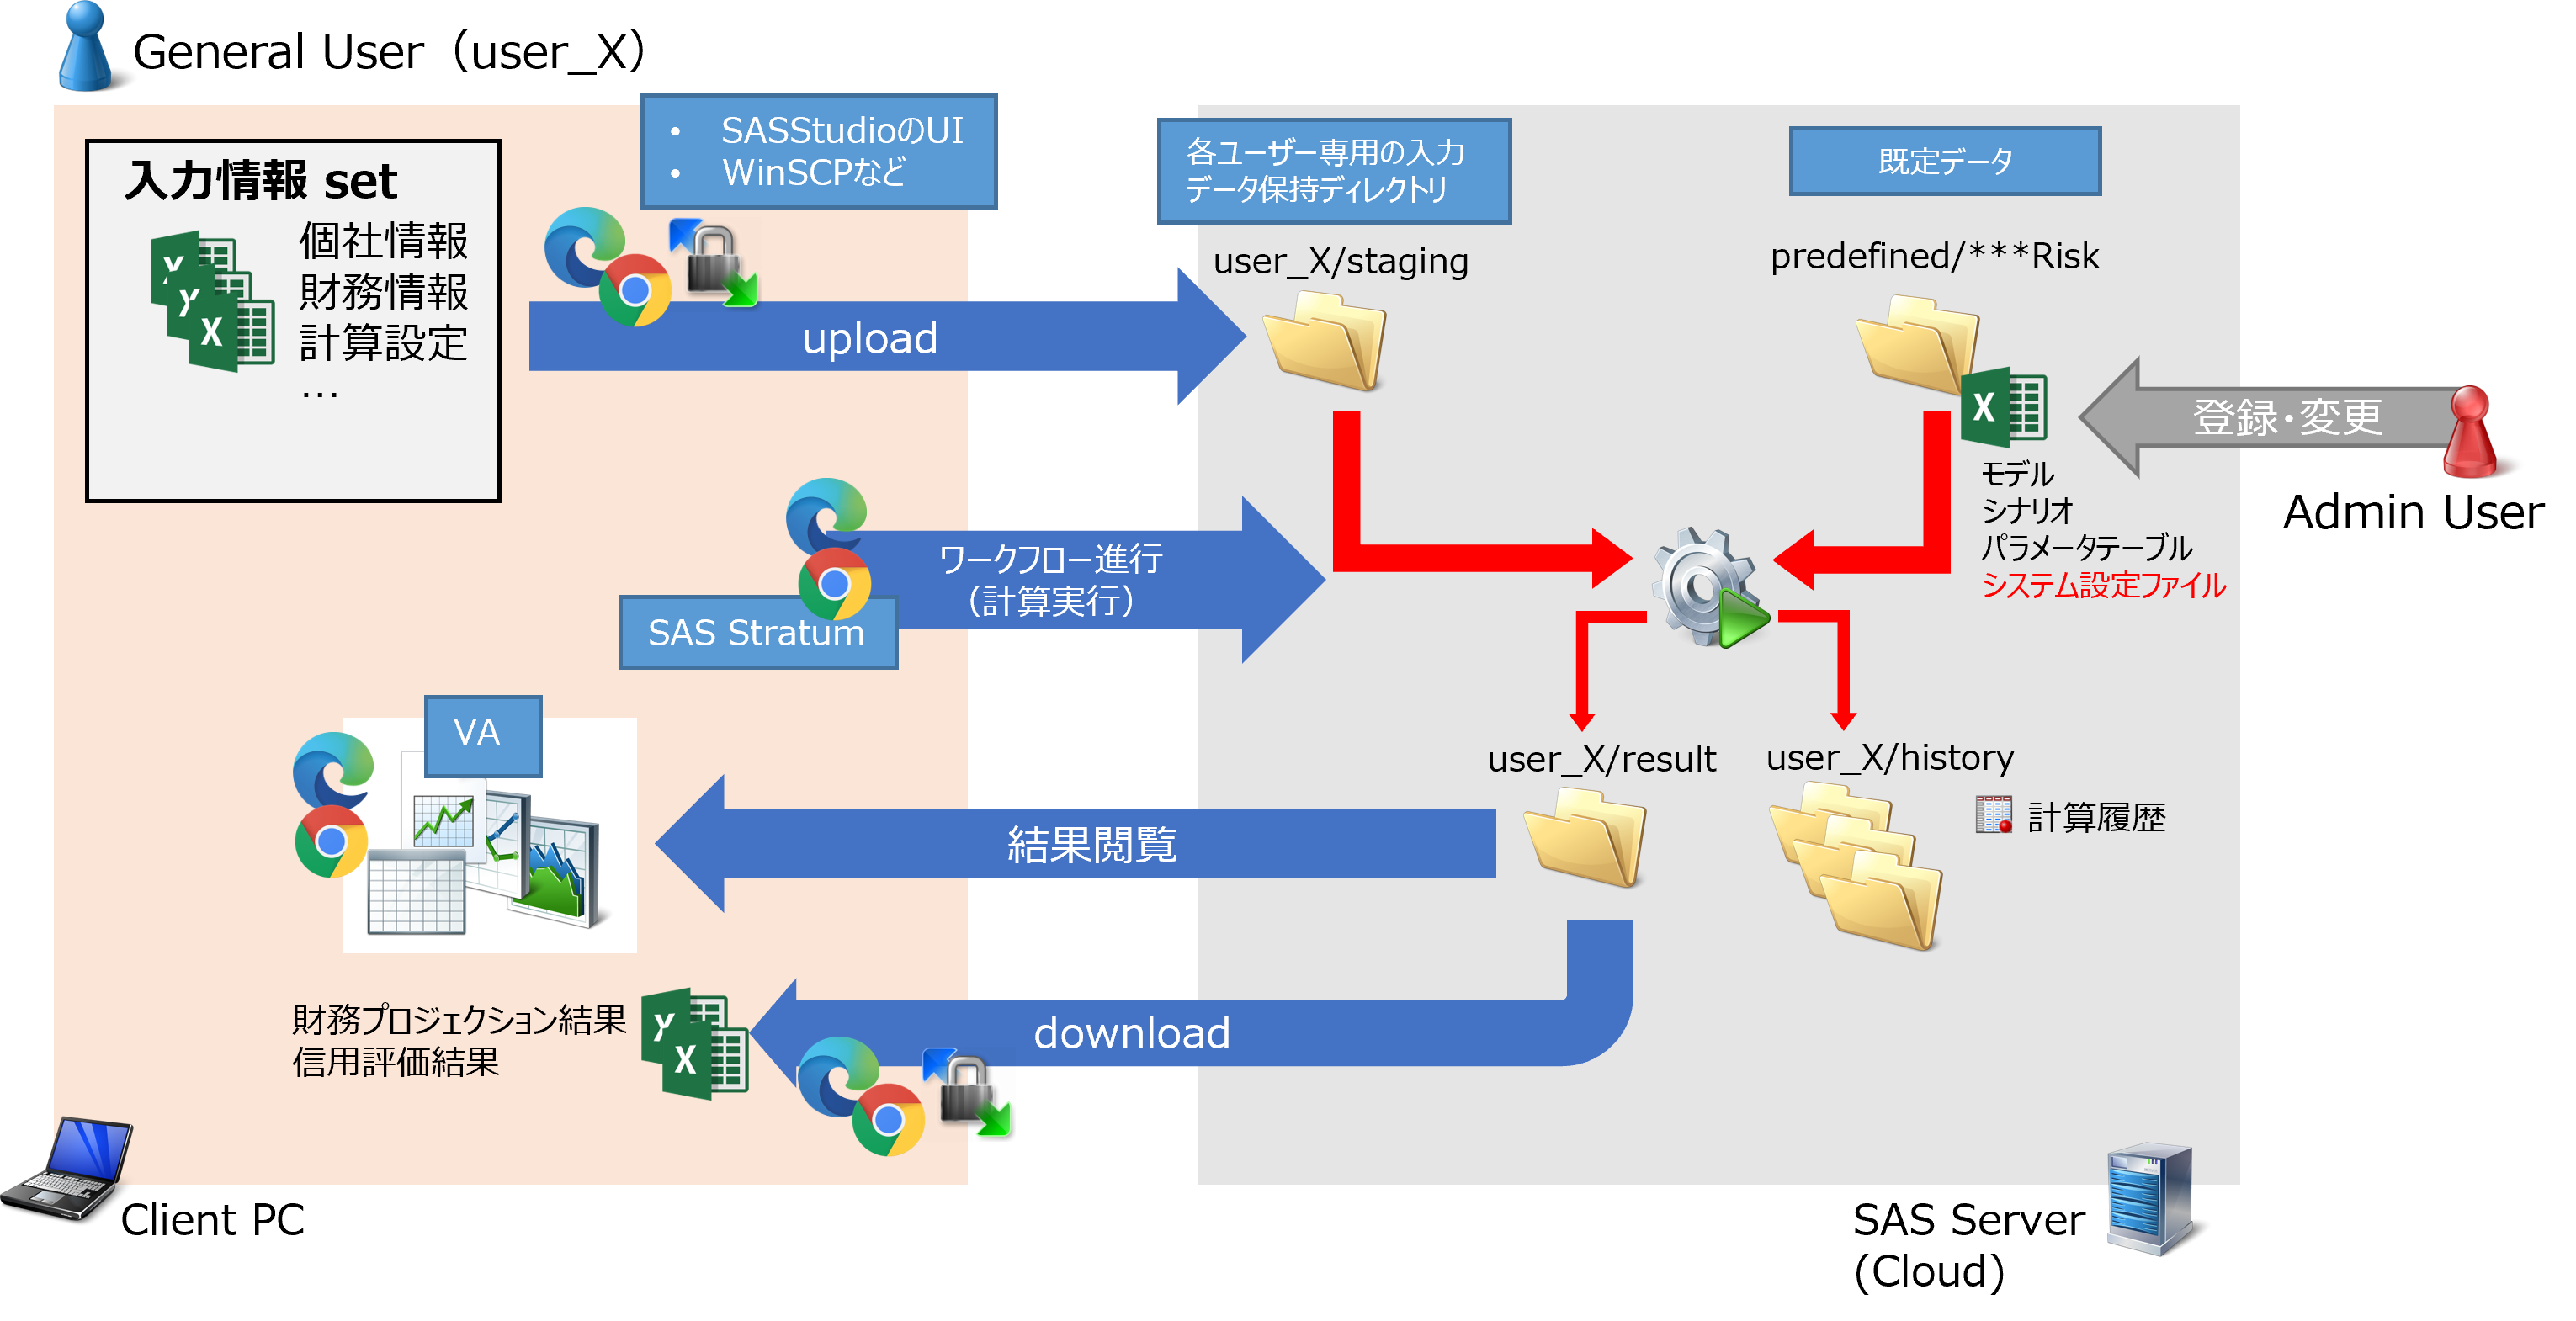 General User（user_X）
• SASStudioのUI
• WinSCPなど
入力情報 set
個社情報
財務情報
計算設定
…
各ユーザー専用の入力
データ保持ディレクトリ
既定データ
user_X/staging
predefined/***Risk
upload
登録・変更
Admin User
モデル
シナリオ
パラメータテーブル
システム設定ファイル
ワークフロー進行
（計算実行）
SAS Stratum
VA
user_X/result
user_X/history
計算履歴
結果閲覧
財務プロジェクション結果
信用評価結果
download
Client PC
SAS Server
(Cloud)